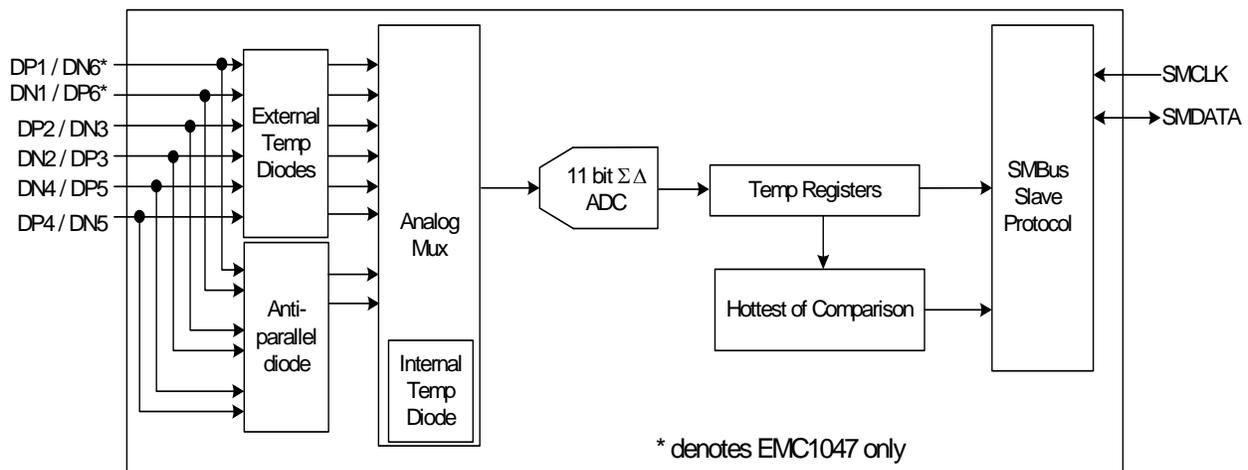 DP1 / DN6*
DN1 / DP6*
DP2 / DN3
DN2 / DP3
DN4 / DP5
DP4 / DN5
External
Temp
Diodes
Anti-
parallel
diode
Analog
Mux
Internal
Temp
Diode
11 bit ΣΔ
ADC
Temp Registers
Hottest of Comparison
SMBus
Slave
Protocol
SMCLK
SMDATA
* denotes EMC1047 only